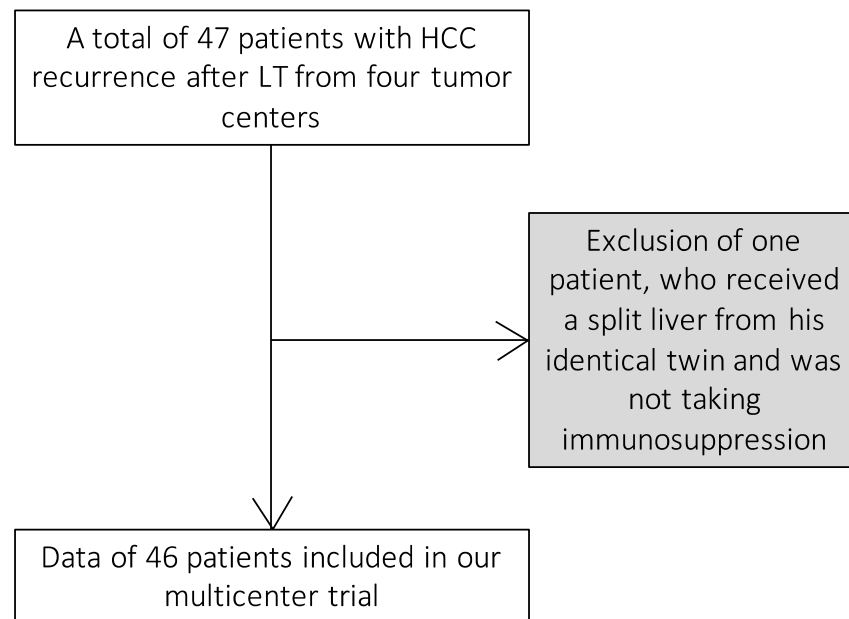 A total of 47 patients with HCC
recurrence after LT from four tumor
centers
Exclusion of one
patient, who received
a split liver from his
identical twin and was
not taking
immunosuppression
Data of 46 patients included in our
multicenter trial